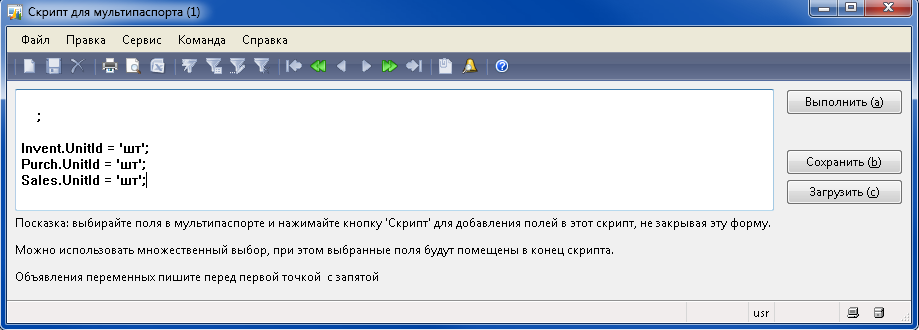 Скрипт для мультипаспорта (1)
Файл Правка Сервис Команда Справка
;
Invent.UnitId = 'шт';
Purch.UnitId = 'шт';
Sales.UnitId = 'шт';
Выполнить (a)
Сохранить (b)
Загрузить (c)
Посказка: выбирайте поля в мультипаспорте и нажимайте кнопку 'Скрипт' для добавления полей в этот скрипт, не закрывая эту форму.
Можно использовать множественный выбор, при этом выбранные поля будут помещены в конец скрипта.
Объявления переменных пишите перед первой точкой с запятой
usr